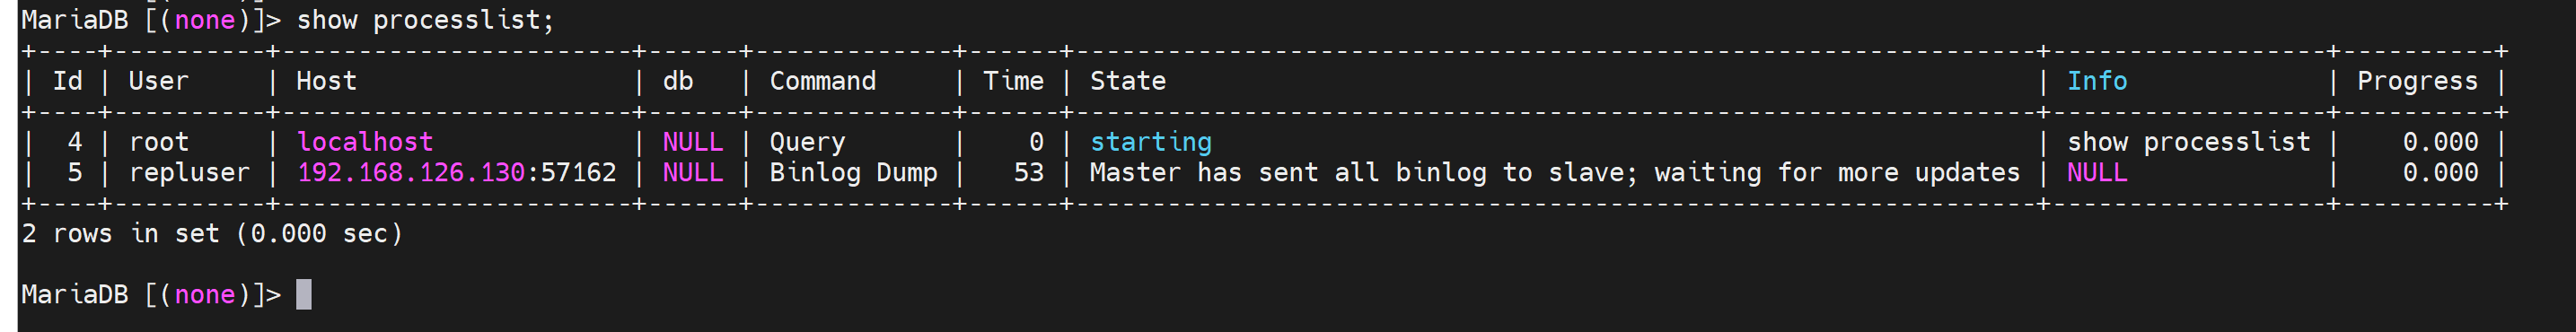 MariaDB [(none)]> show processlist;
+----+----------+-----------------------+------+-------------+------+---------------------------------------------------------------+------------------+----------+
| Id | User     | Host                  | db   | Command     | Time | State                                                         | Info             | Progress |
+----+----------+-----------------------+------+-------------+------+---------------------------------------------------------------+------------------+----------+
|  4 | root     | localhost             | NULL | Query       |    0 | starting                                                      | show processlist |    0.000 |
|  5 | repluser | 192.168.126.130:57162 | NULL | Binlog Dump |   53 | Master has sent all binlog to slave; waiting for more updates | NULL             |    0.000 |
+----+----------+-----------------------+------+-------------+------+---------------------------------------------------------------+------------------+----------+
2 rows in set (0.000 sec)
MariaDB [(none)]>